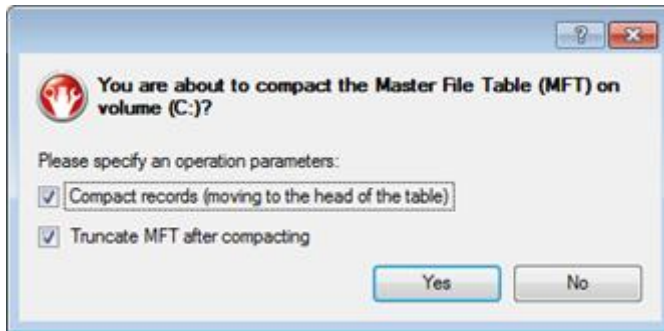 You are about to compact the Master File Table (MFT) on
volume (C:)?
Please specify an operation parameters:
Compact records (moving to the head of the table)
Truncate MFT after compacting
Yes No